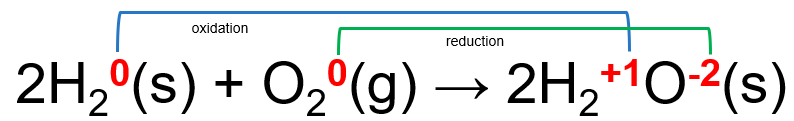 oxidation
reduction
2H₂⁰(s) + O₂⁰(g) → 2H₂⁺¹O⁻²(s)